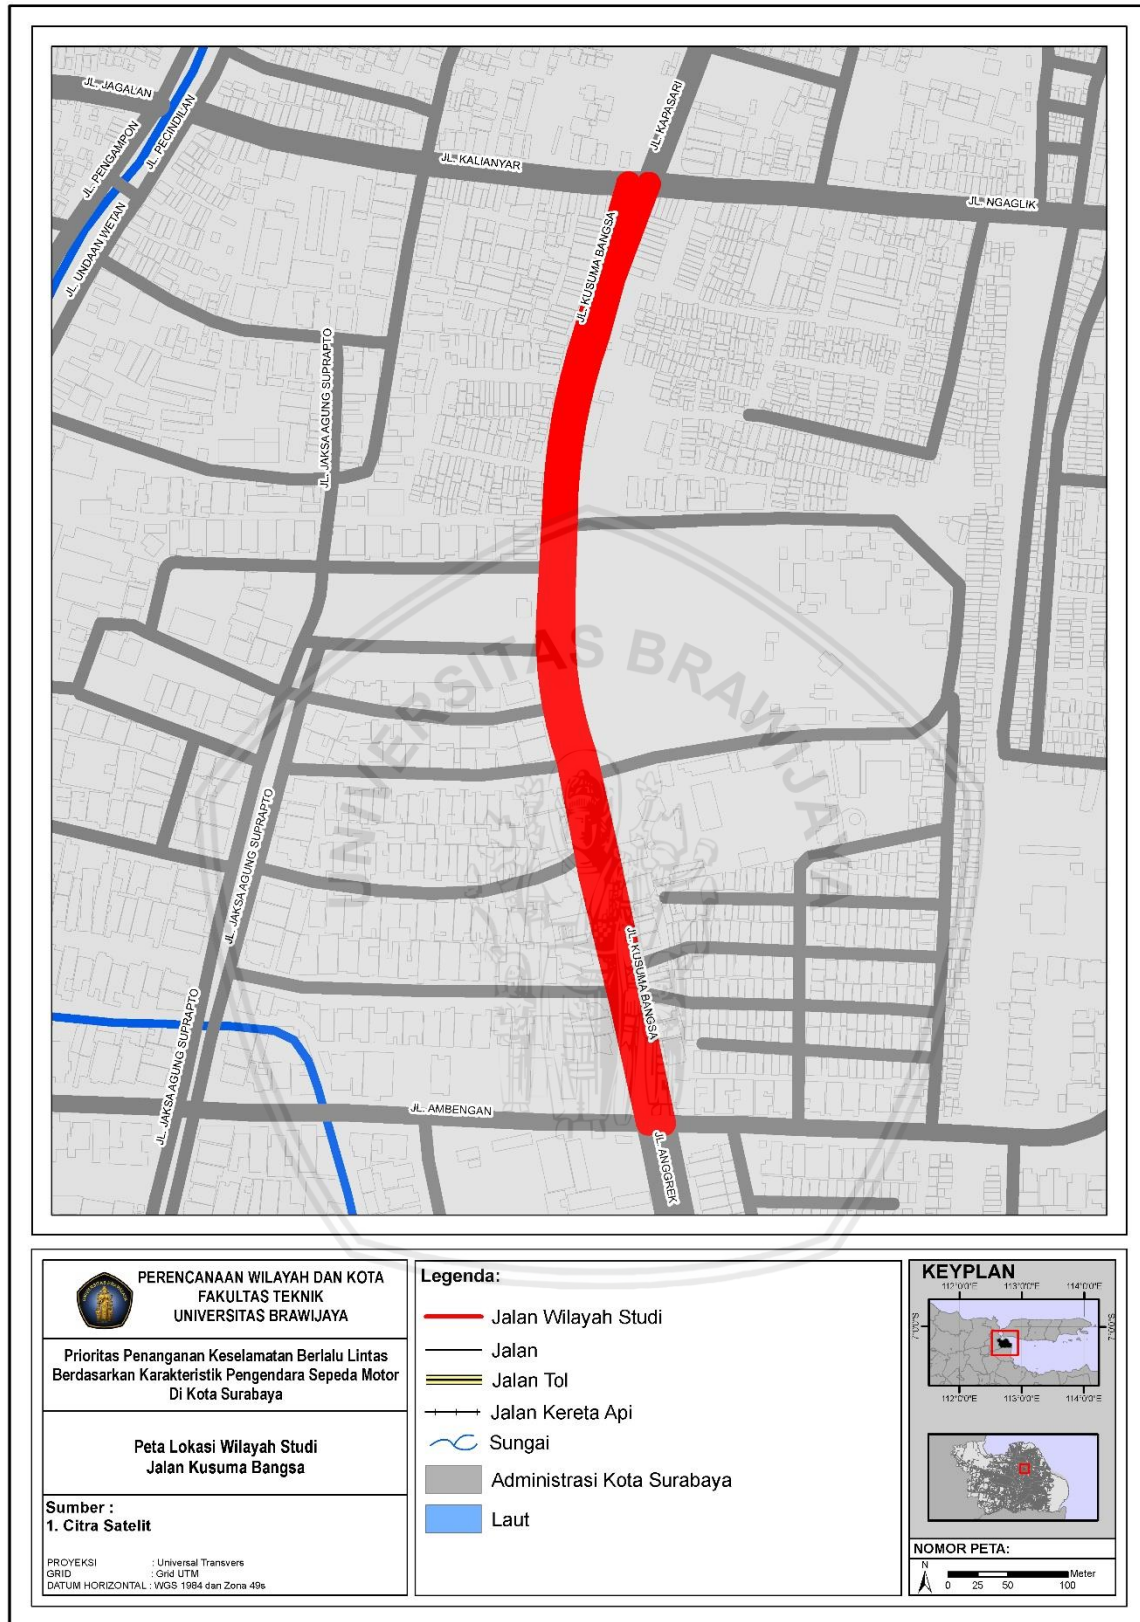 JL. JAGALAN
JL. PENGAMPON
JL. PECINDILAN
JL. UNDAAN WETAN
JL. KALIANYAR
JL. KAPASARI
JL. NGAGLIK
JL. KUSUMA BANGSA
JL. JAKSA AGUNG SUPRAPTO
UNIVERSITAS BRAWIJAYA
JL. JAKSA AGUNG SUPRAPTO
JL. KUSUMA BANGSA
JL. JAKSA AGUNG SUPRAPTO
JL. AMBENGAN
JL. ANGGREK
PERENCANAAN WILAYAH DAN KOTA
FAKULTAS TEKNIK
UNIVERSITAS BRAWIJAYA
Prioritas Penanganan Keselamatan Berlalu Lintas
Berdasarkan Karakteristik Pengendara Sepeda Motor
Di Kota Surabaya
Peta Lokasi Wilayah Studi
Jalan Kusuma Bangsa
Sumber :
1. Citra Satelit
PROYEKSI : Universal Transvers
GRID : Grid UTM
DATUM HORIZONTAL : WGS 1984 dan Zona 49s
Legenda:
Jalan Wilayah Studi
Jalan
Jalan Tol
Jalan Kereta Api
Sungai
Administrasi Kota Surabaya
Laut
KEYPLAN
112°0'0"E 113°0'0"E 114°0'0"E
7°0'0"S 7°0'0"S
112°0'0"E 113°0'0"E 114°0'0"E
NOMOR PETA:
N
Meter
0 25 50 100